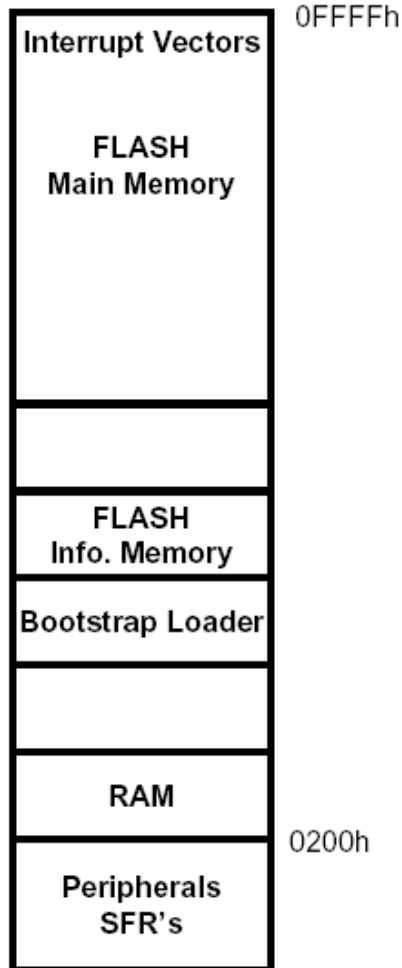 0FFFFh
Interrupt Vectors
FLASH
Main Memory
FLASH
Info. Memory
Bootstrap Loader
RAM
0200h
Peripherals
SFR's